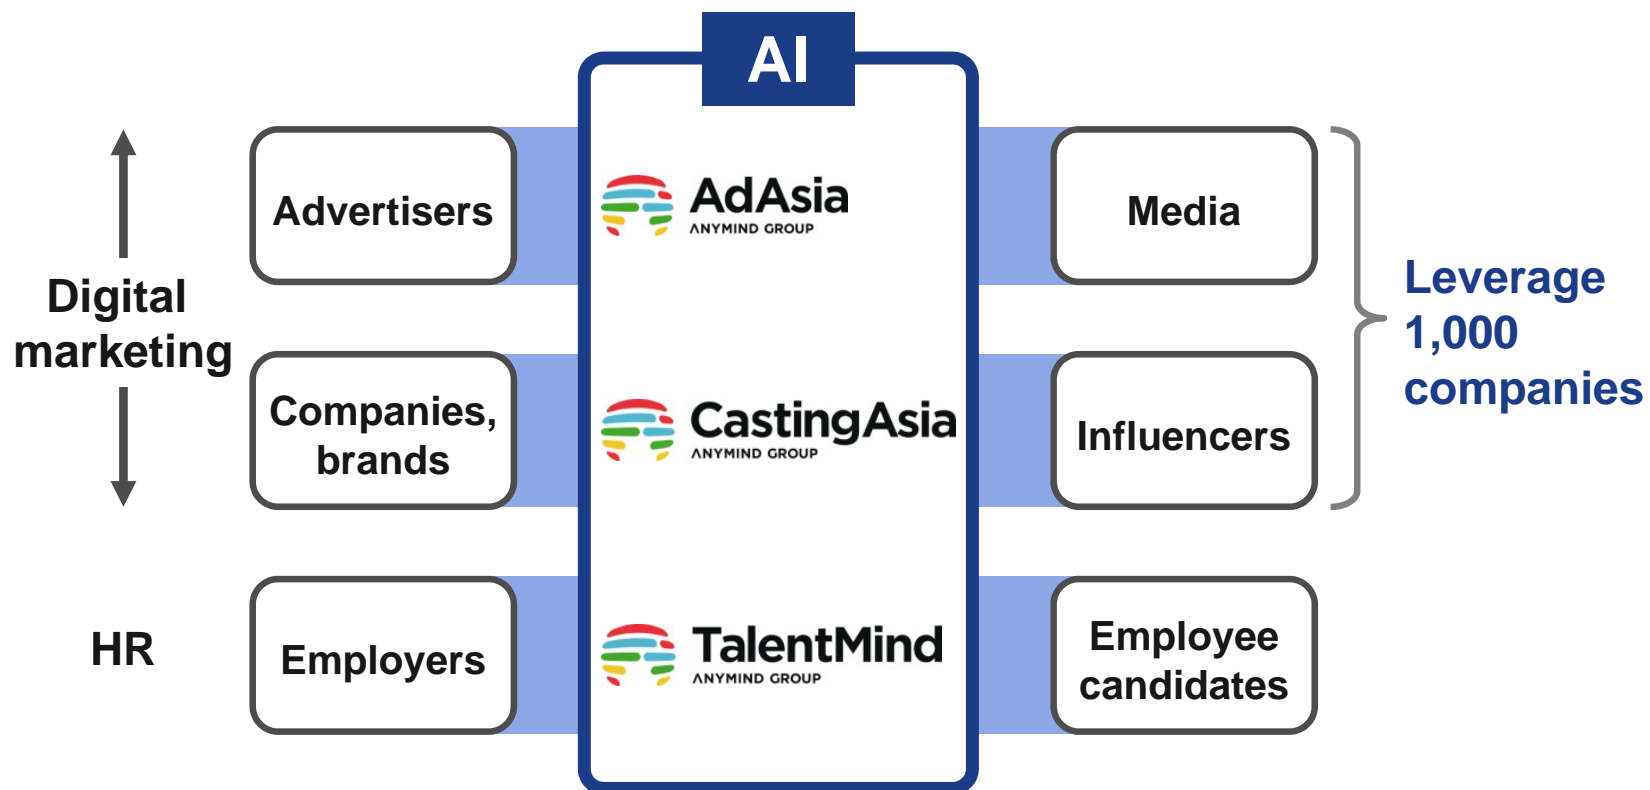 AI
Digital
marketing
HR
Advertisers
AdAsia
ANYMIND GROUP
Media
Companies,
brands
CastingAsia
ANYMIND GROUP
Influencers
Employers
TalentMind
ANYMIND GROUP
Employee
candidates
Leverage
1,000
companies